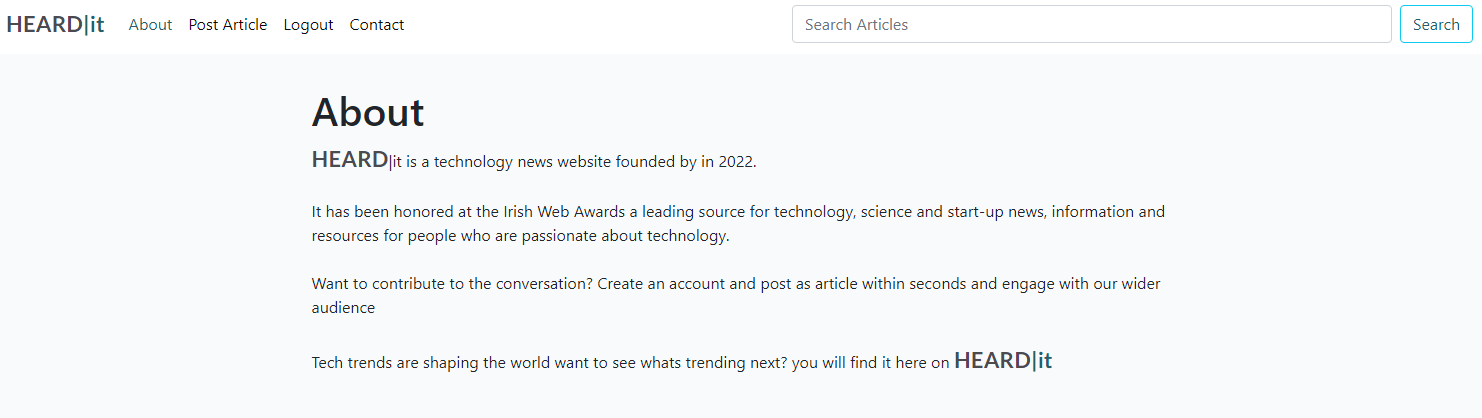 HEARD|it About Post Article Logout Contact Search Articles Search
About
HEARD|it is a technology news website founded by in 2022.
It has been honored at the Irish Web Awards a leading source for technology, science and start-up news, information and
resources for people who are passionate about technology.
Want to contribute to the conversation? Create an account and post as article within seconds and engage with our wider
audience
Tech trends are shaping the world want to see whats trending next? you will find it here on HEARD|it